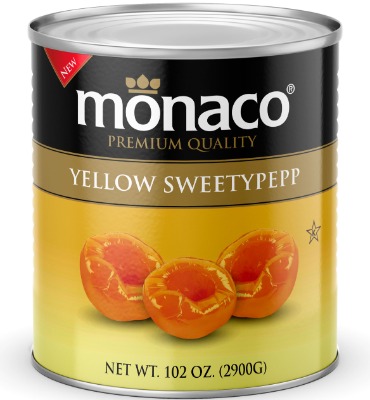 NEW
monaco®
PREMIUM QUALITY
YELLOW SWEETYPEPP
NET WT. 102 OZ. (2900G)